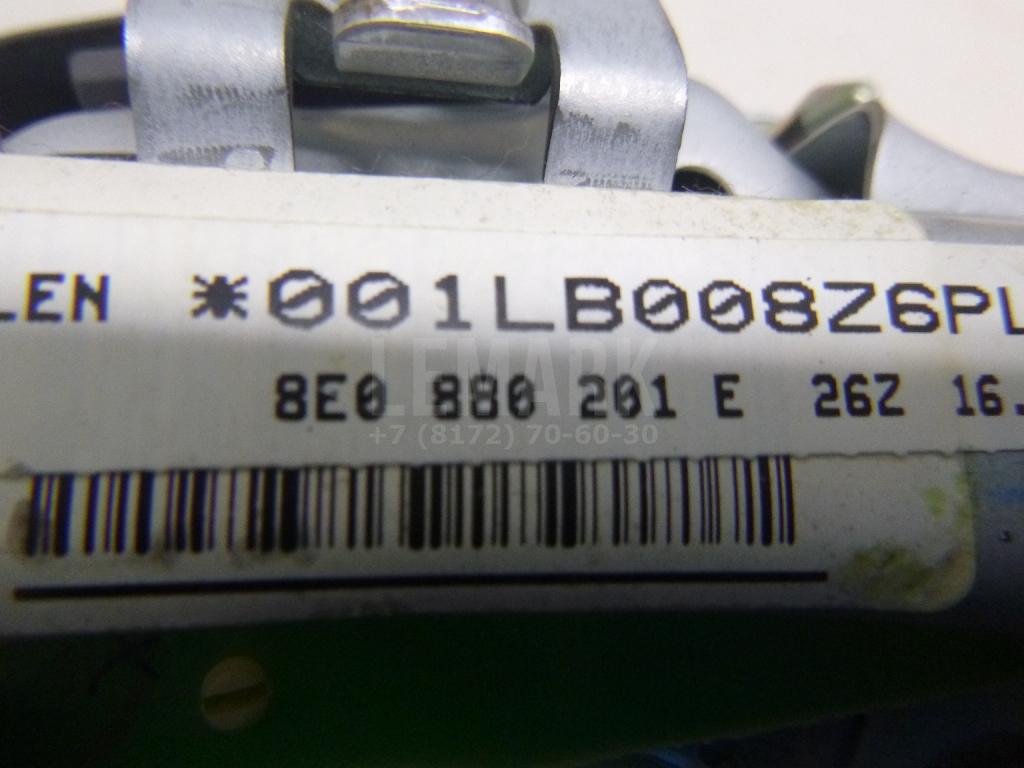 LEN *001LB008Z6PL
LEMARK
8E0 880 201 E 26Z 16.
+7 (8172) 70-60-30